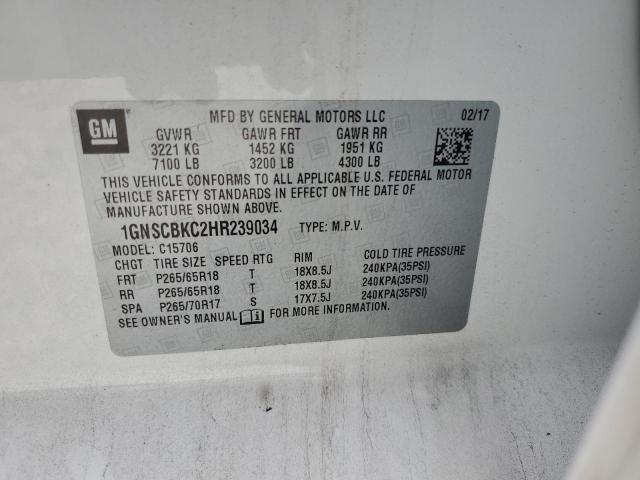 GM
MFD BY GENERAL MOTORS LLC 02/17
GVWR GAWR FRT GAWR RR
3221 KG 1452 KG 1951 KG
7100 LB 3200 LB 4300 LB
THIS VEHICLE CONFORMS TO ALL APPLICABLE U.S. FEDERAL MOTOR
VEHICLE SAFETY STANDARDS IN EFFECT ON THE DATE OF
MANUFACTURE SHOWN ABOVE.
1GNSCBKC2HR239034 TYPE: M.P.V.
MODEL: C15706
CHGT TIRE SIZE SPEED RTG RIM COLD TIRE PRESSURE
FRT P265/65R18 T 18X8.5J 240KPA(35PSI)
RR P265/65R18 T 18X8.5J 240KPA(35PSI)
SPA P265/70R17 S 17X7.5J 240KPA(35PSI)
SEE OWNER'S MANUAL FOR MORE INFORMATION.